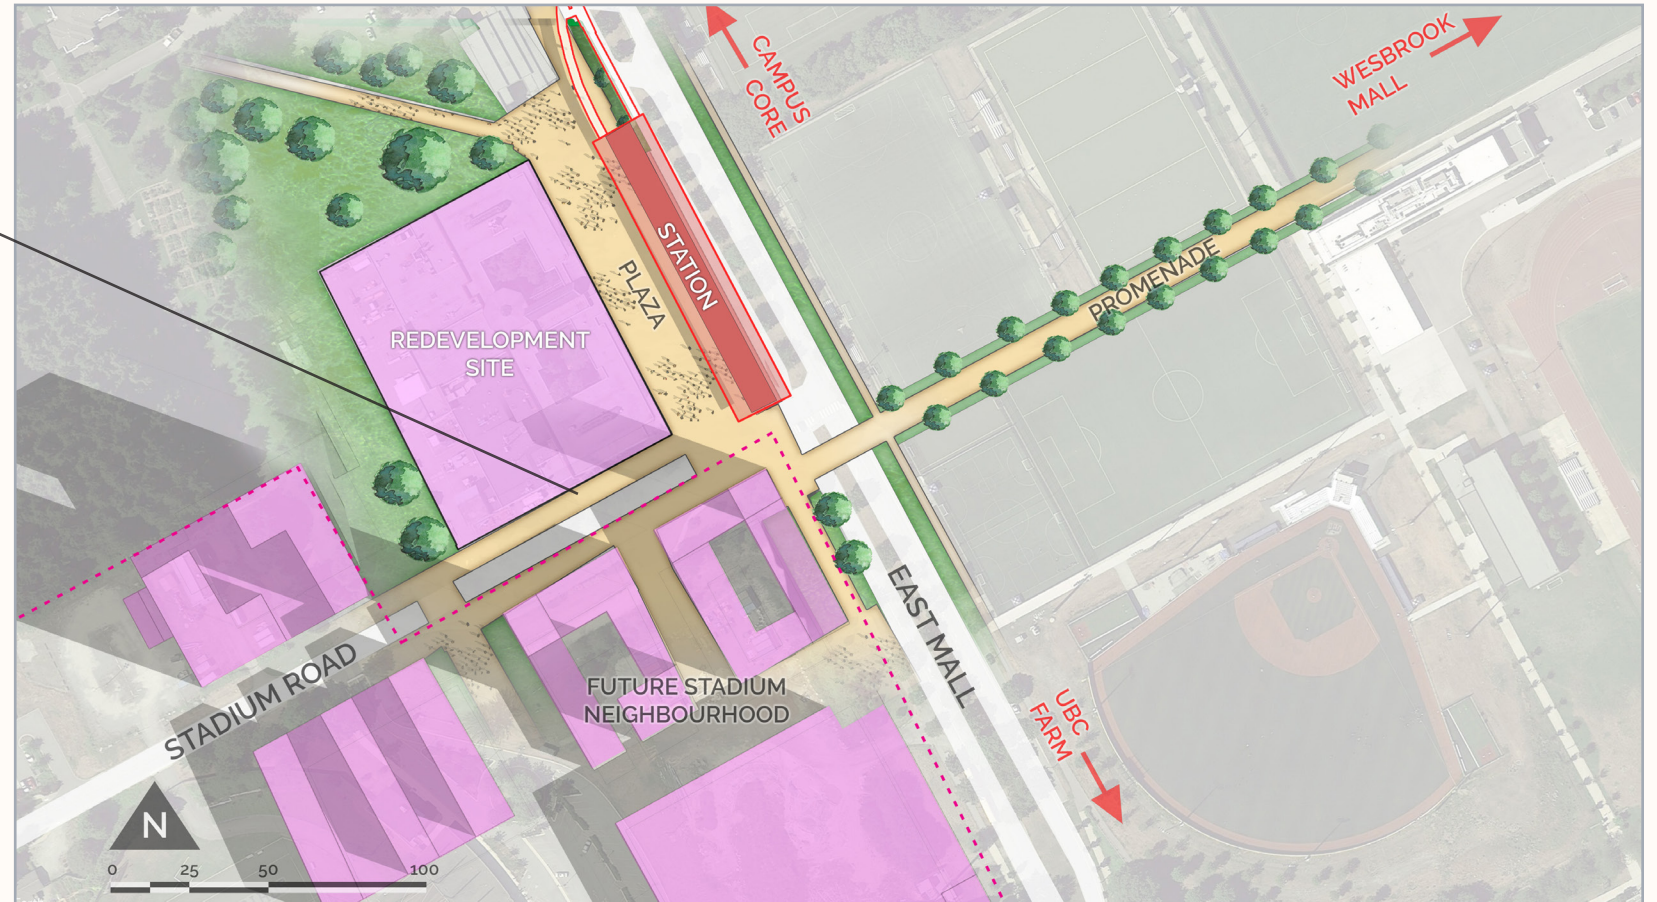 CAMPUS
CORE
WESBROOK
MALL
STATION
PLAZA
PROMENADE
REDEVELOPMENT
SITE
EAST MALL
STADIUM ROAD
FUTURE STADIUM
NEIGHBOURHOOD
UBC
FARM
N
0 25 50 100